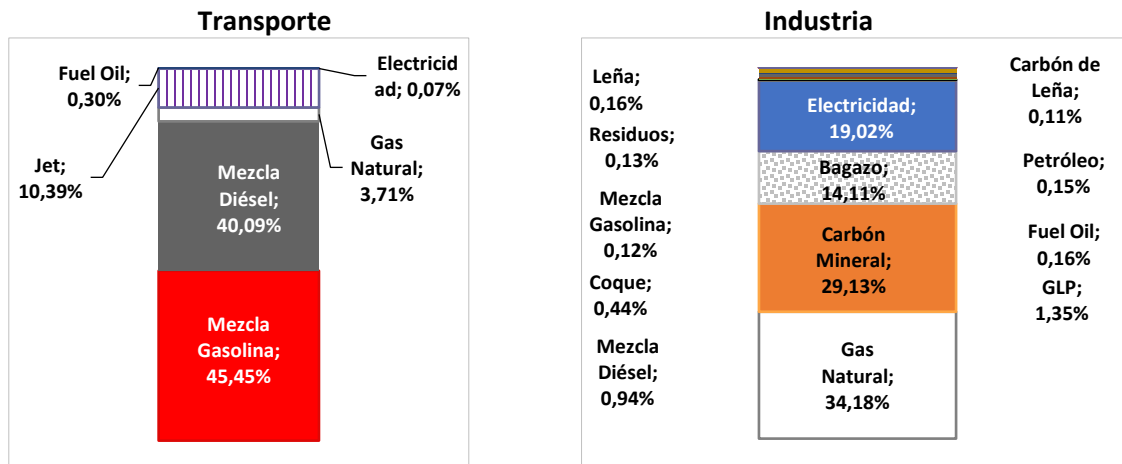 Transporte
Fuel Oil;
0,30%
Electricid
ad; 0,07%
Jet;
10,39%
Gas
Natural;
3,71%
Mezcla
Diésel;
40,09%
Mezcla
Gasolina;
45,45%
Industria
Leña;
0,16%
Residuos;
0,13%
Mezcla
Gasolina;
0,12%
Coque;
0,44%
Mezcla
Diésel;
0,94%
Electricidad;
19,02%
Bagazo;
14,11%
Carbón
Mineral;
29,13%
Gas
Natural;
34,18%
Carbón de
Leña;
0,11%
Petróleo;
0,15%
Fuel Oil;
0,16%
GLP;
1,35%